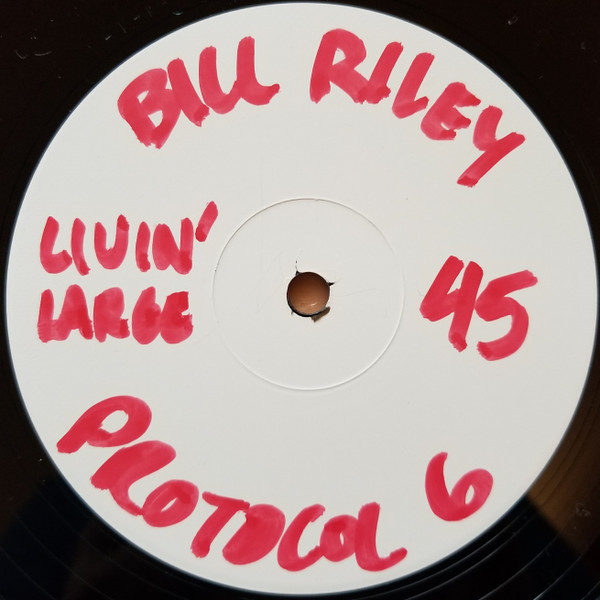 BILL RILEY
LIVIN'
LARGE
45
PROTOCOL 6